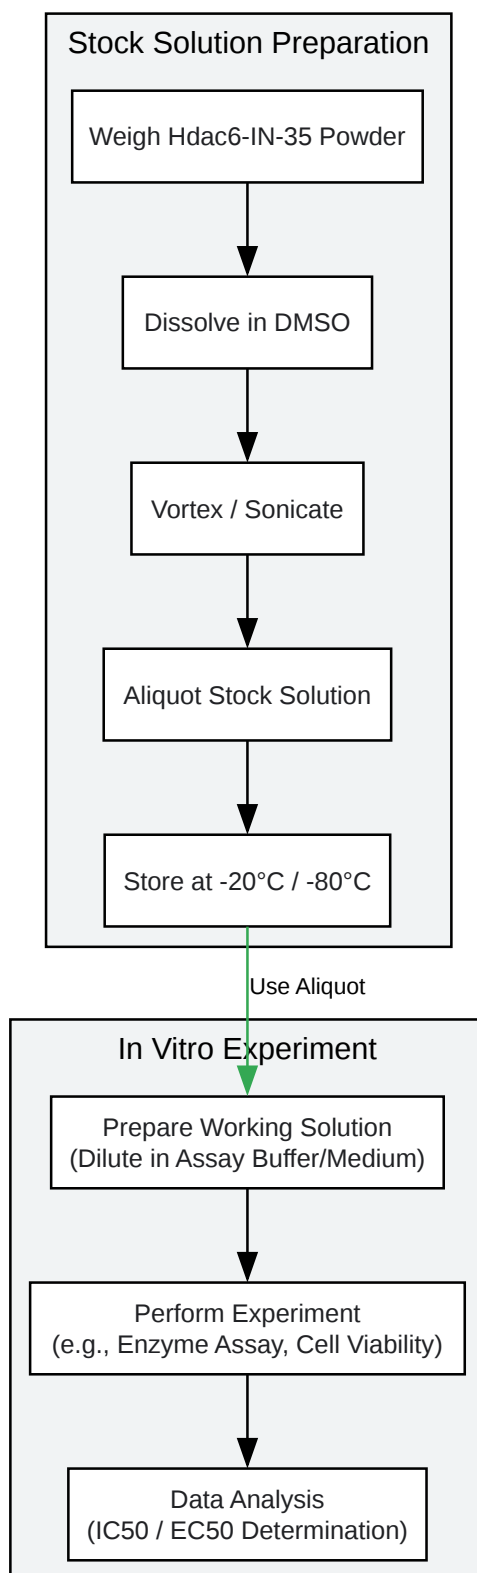 Stock Solution Preparation
Weigh Hdac6-IN-35 Powder
Dissolve in DMSO
Vortex / Sonicate
Aliquot Stock Solution
Store at -20°C / -80°C
Use Aliquot
In Vitro Experiment
Prepare Working Solution
(Dilute in Assay Buffer/Medium)
Perform Experiment
(e.g., Enzyme Assay, Cell Viability)
Data Analysis
(IC50 / EC50 Determination)